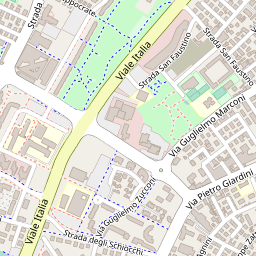 Strada
Viale Italia
Strada San Faustino
Strada San Faustino
Via Guglielmo Marconi
Via Pietro Giardini
Viale Italia
Via Guglielmo Zucconi
Strada degli Schiocchi